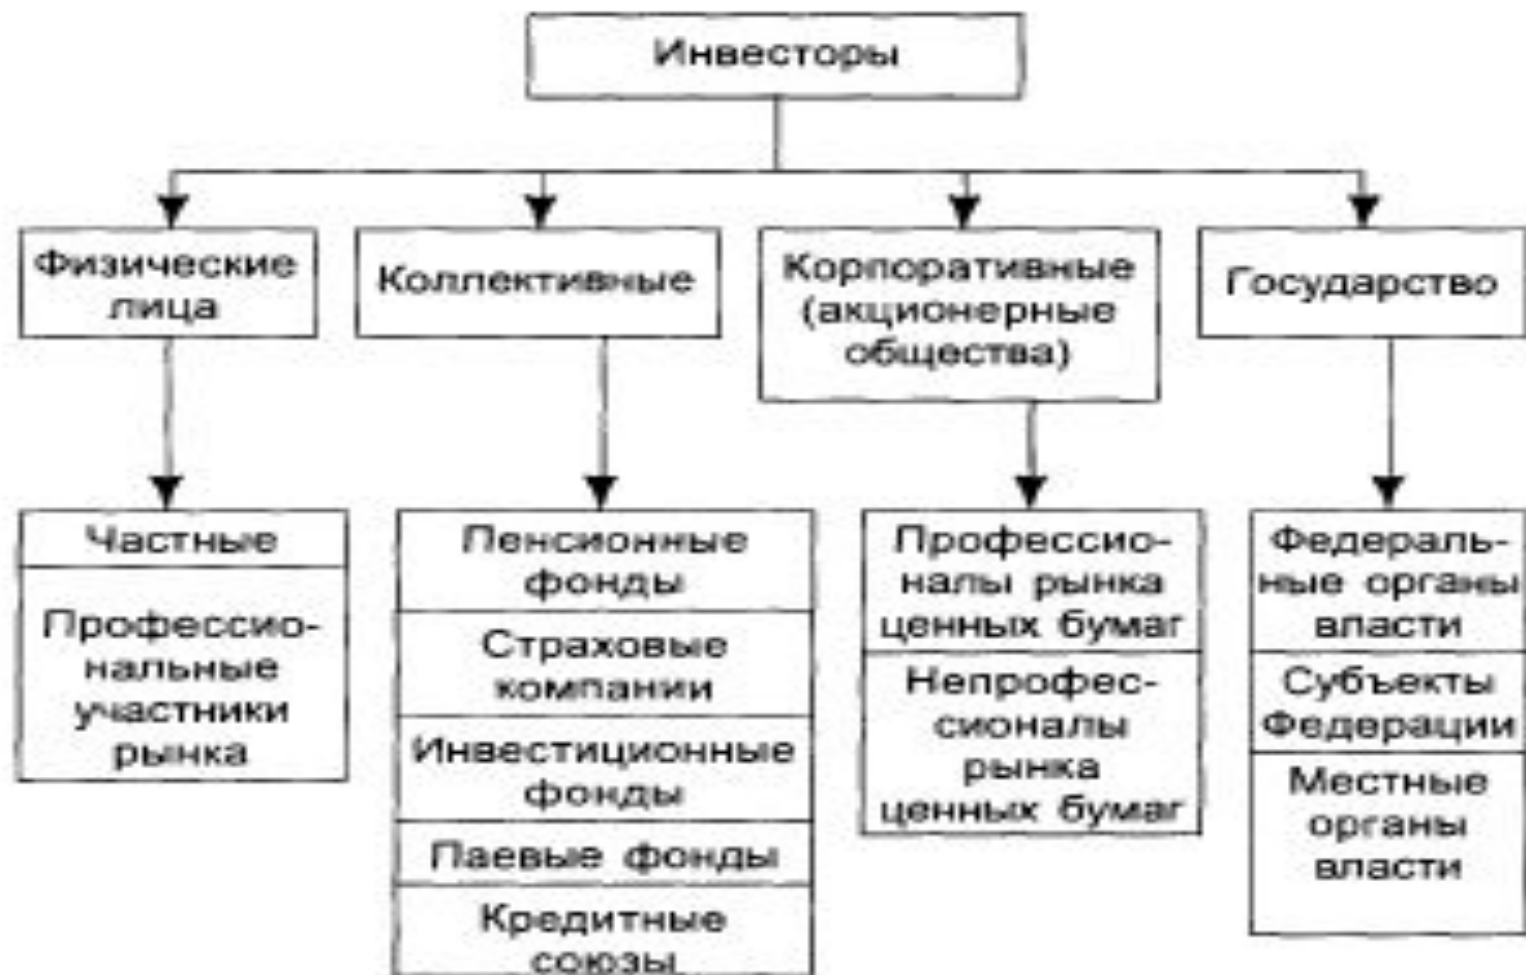 Инвесторы
Физические
лица
Коллективные
Корпоративные
(акционерные
общества)
Государство
Частные
Профессио-
нальные
участники
рынка
Пенсионные
фонды
Страховые
компании
Инвестиционные
фонды
Паевые фонды
Кредитные
союзы
Профессио-
налы рынка
ценных бумаг
Непрофес-
сионалы
рынка
ценных бумаг
Федераль-
ные органы
власти
Субъекты
Федерации
Местные
органы
власти